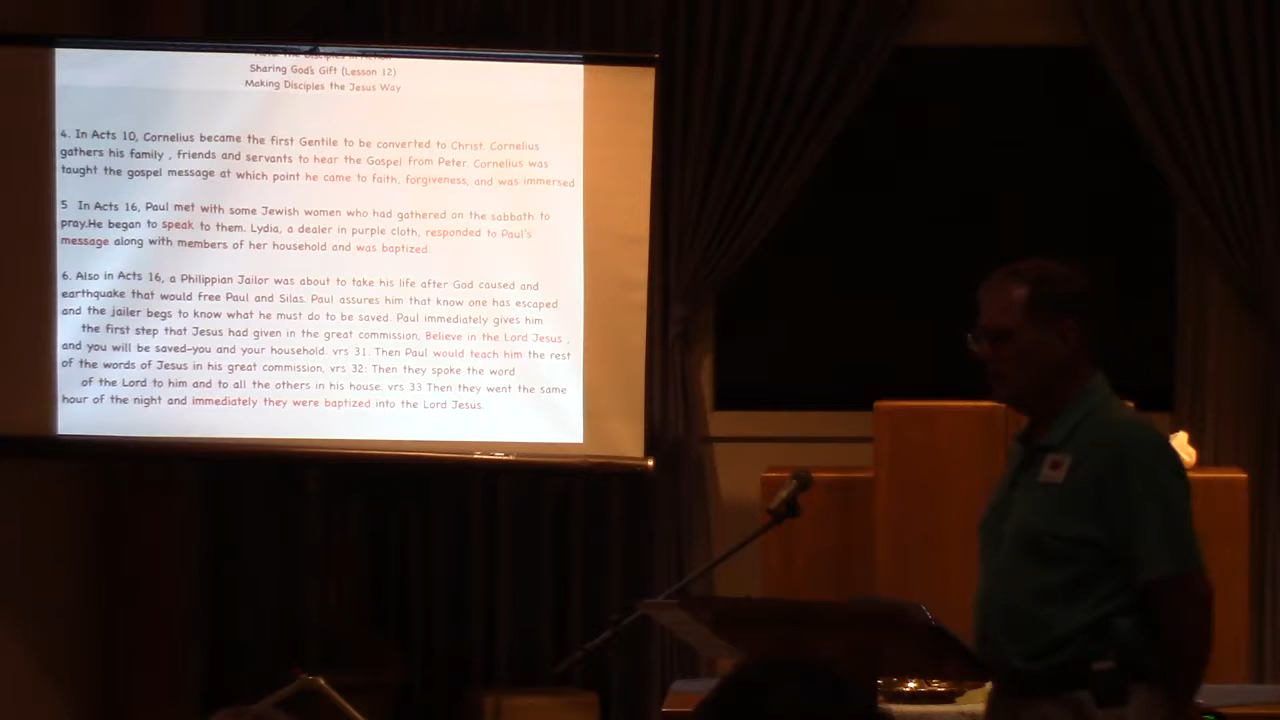 Sharing God's Gift (Lesson 12)
Making Disciples the Jesus Way
4. In Acts 10, Cornelius became the first Gentile to be converted to Christ. Cornelius
gathers his family , friends and servants to hear the Gospel from Peter. Cornelius was
taught the gospel message at which point he came to faith, forgiveness, and was immersed
5 In Acts 16, Paul met with some Jewish women who had gathered on the sabbath to
pray.He began to speak to them. Lydia, a dealer in purple cloth, responded to Paul's
message along with members of her household and was baptized.
6. Also in Acts 16, a Philippian Jailor was about to take his life after God caused and
earthquake that would free Paul and Silas. Paul assures him that know one has escaped
and the jailer begs to know what he must do to be saved. Paul immediately gives him
the first step that Jesus had given in the great commission, Believe in the Lord Jesus ,
and you will be saved-you and your household. vrs 31. Then Paul would teach him the rest
of the words of Jesus in his great commission, vrs 32: Then they spoke the word
of the Lord to him and to all the others in his house. vrs 33 Then they went the same
hour of the night and immediately they were baptized into the Lord Jesus.